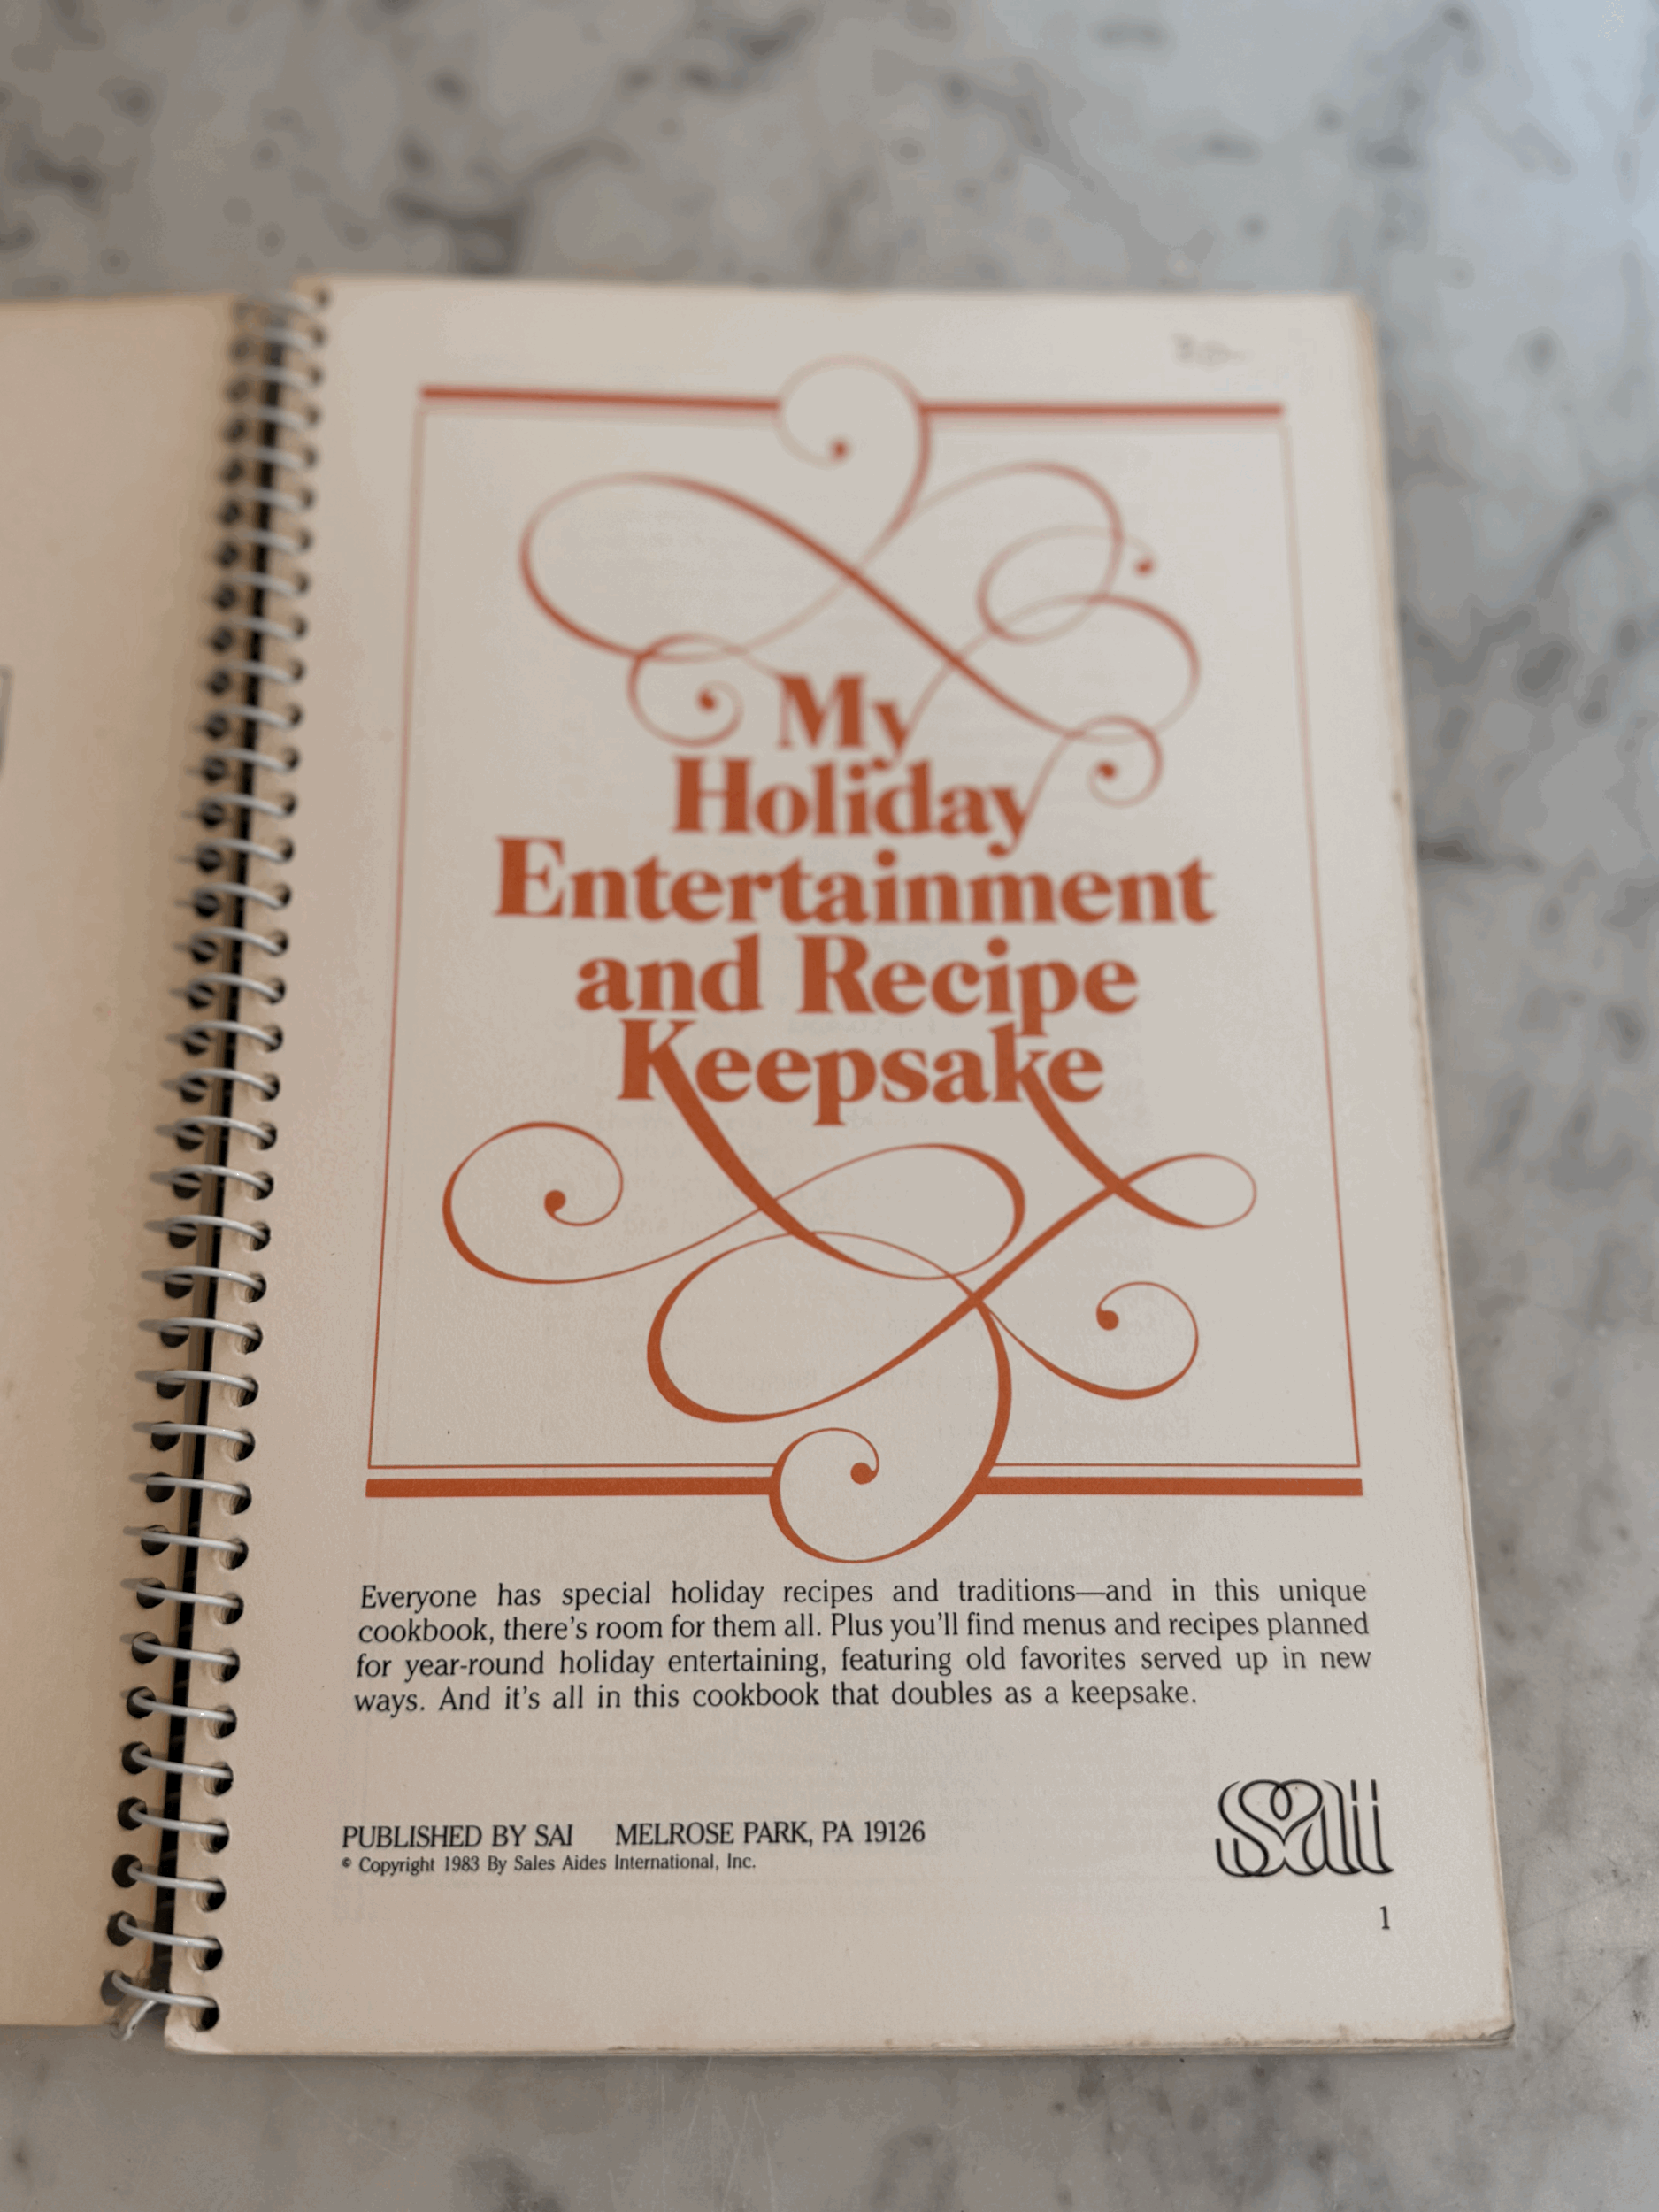 My
Holiday
Entertainment
and Recipe
Keepsake
Everyone has special holiday recipes and traditions—and in this unique
cookbook, there's room for them all. Plus you'll find menus and recipes planned
for year-round holiday entertaining, featuring old favorites served up in new
ways. And it's all in this cookbook that doubles as a keepsake.
PUBLISHED BY SAI MELROSE PARK, PA 19126
© Copyright 1983 By Sales Aides International, Inc.
sai
1